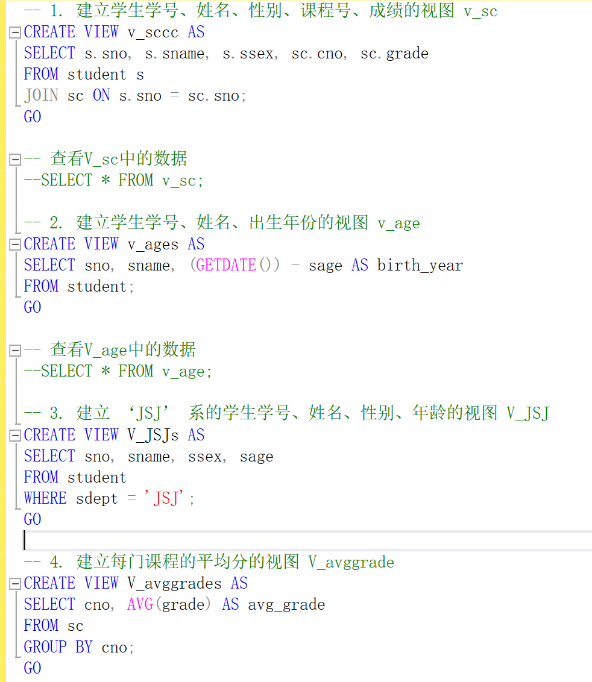 -- 1. 建立学生学号、姓名、性别、课程号、成绩的视图 v_sc
CREATE VIEW v_sccc AS
SELECT s.sno, s.sname, s.ssex, sc.cno, sc.grade
FROM student s
JOIN sc ON s.sno = sc.sno;
GO
-- 查看V_sc中的数据
--SELECT * FROM v_sc;
-- 2. 建立学生学号、姓名、出生年份的视图 v_age
CREATE VIEW v_ages AS
SELECT sno, sname, (GETDATE()) - sage AS birth_year
FROM student;
GO
-- 查看V_age中的数据
--SELECT * FROM v_age;
-- 3. 建立 ‘JSJ’ 系的学生学号、姓名、性别、年龄的视图 V_JSJ
CREATE VIEW V_JSJs AS
SELECT sno, sname, ssex, sage
FROM student
WHERE sdept = 'JSJ';
GO
-- 4. 建立每门课程的平均分的视图 V_avggrade
CREATE VIEW V_avggrades AS
SELECT cno, AVG(grade) AS avg_grade
FROM sc
GROUP BY cno;
GO